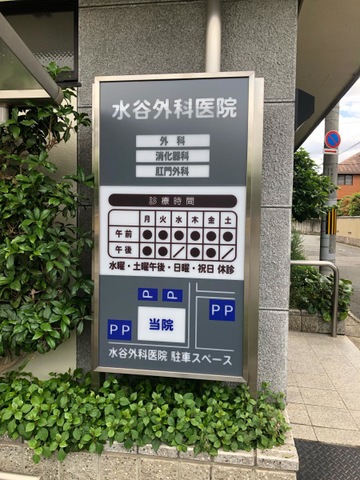 水谷外科医院
外 科
消化器科
肛門外科
診療時間
月 火 水 木 金 土
午前 ● ● ● ● ● ●
午後 ● ● / ● ● /
水曜・土曜午後・日曜・祝日 休診
P P
P P 当院 P P
水谷外科医院 駐車スペース